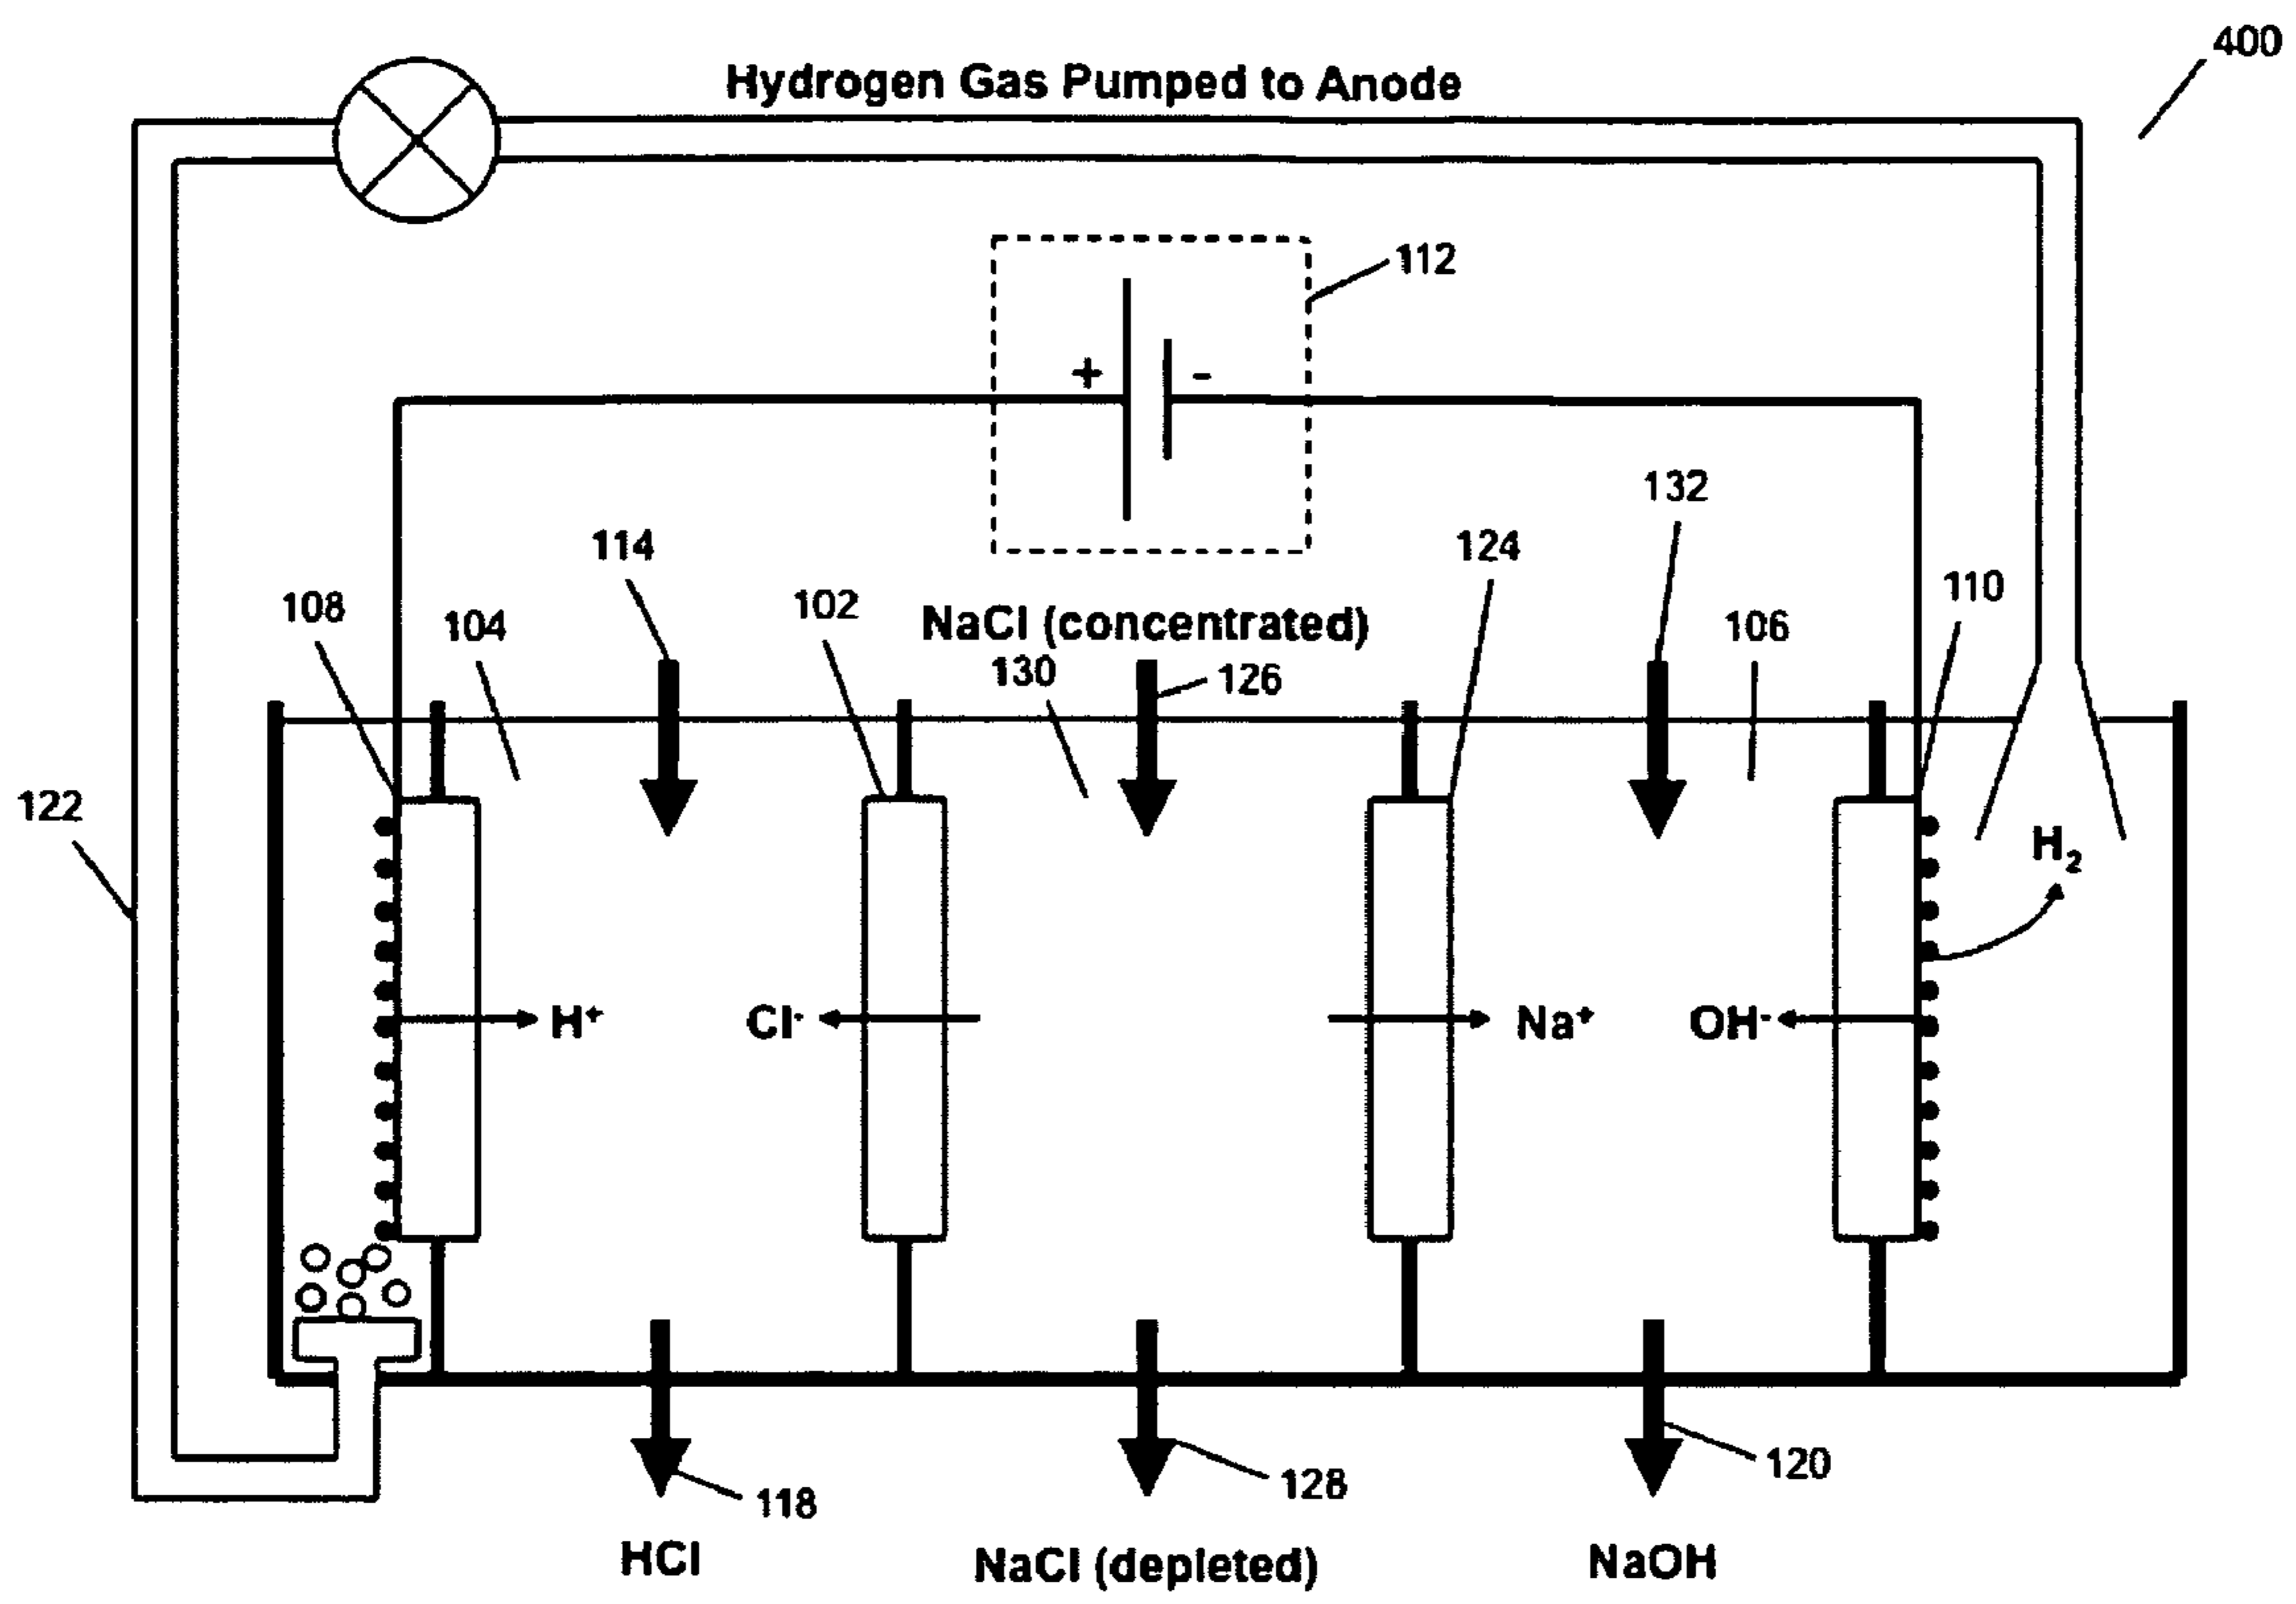 400
Hydrogen Gas Pumped to Anode
112
+ -
132
114
124
108
104
102
NaCl (concentrated)
110
106
130
126
122
H₂
H⁺
Cl⁻
Na⁺
OH⁻
118
128
120
HCl
NaCl (depleted)
NaOH